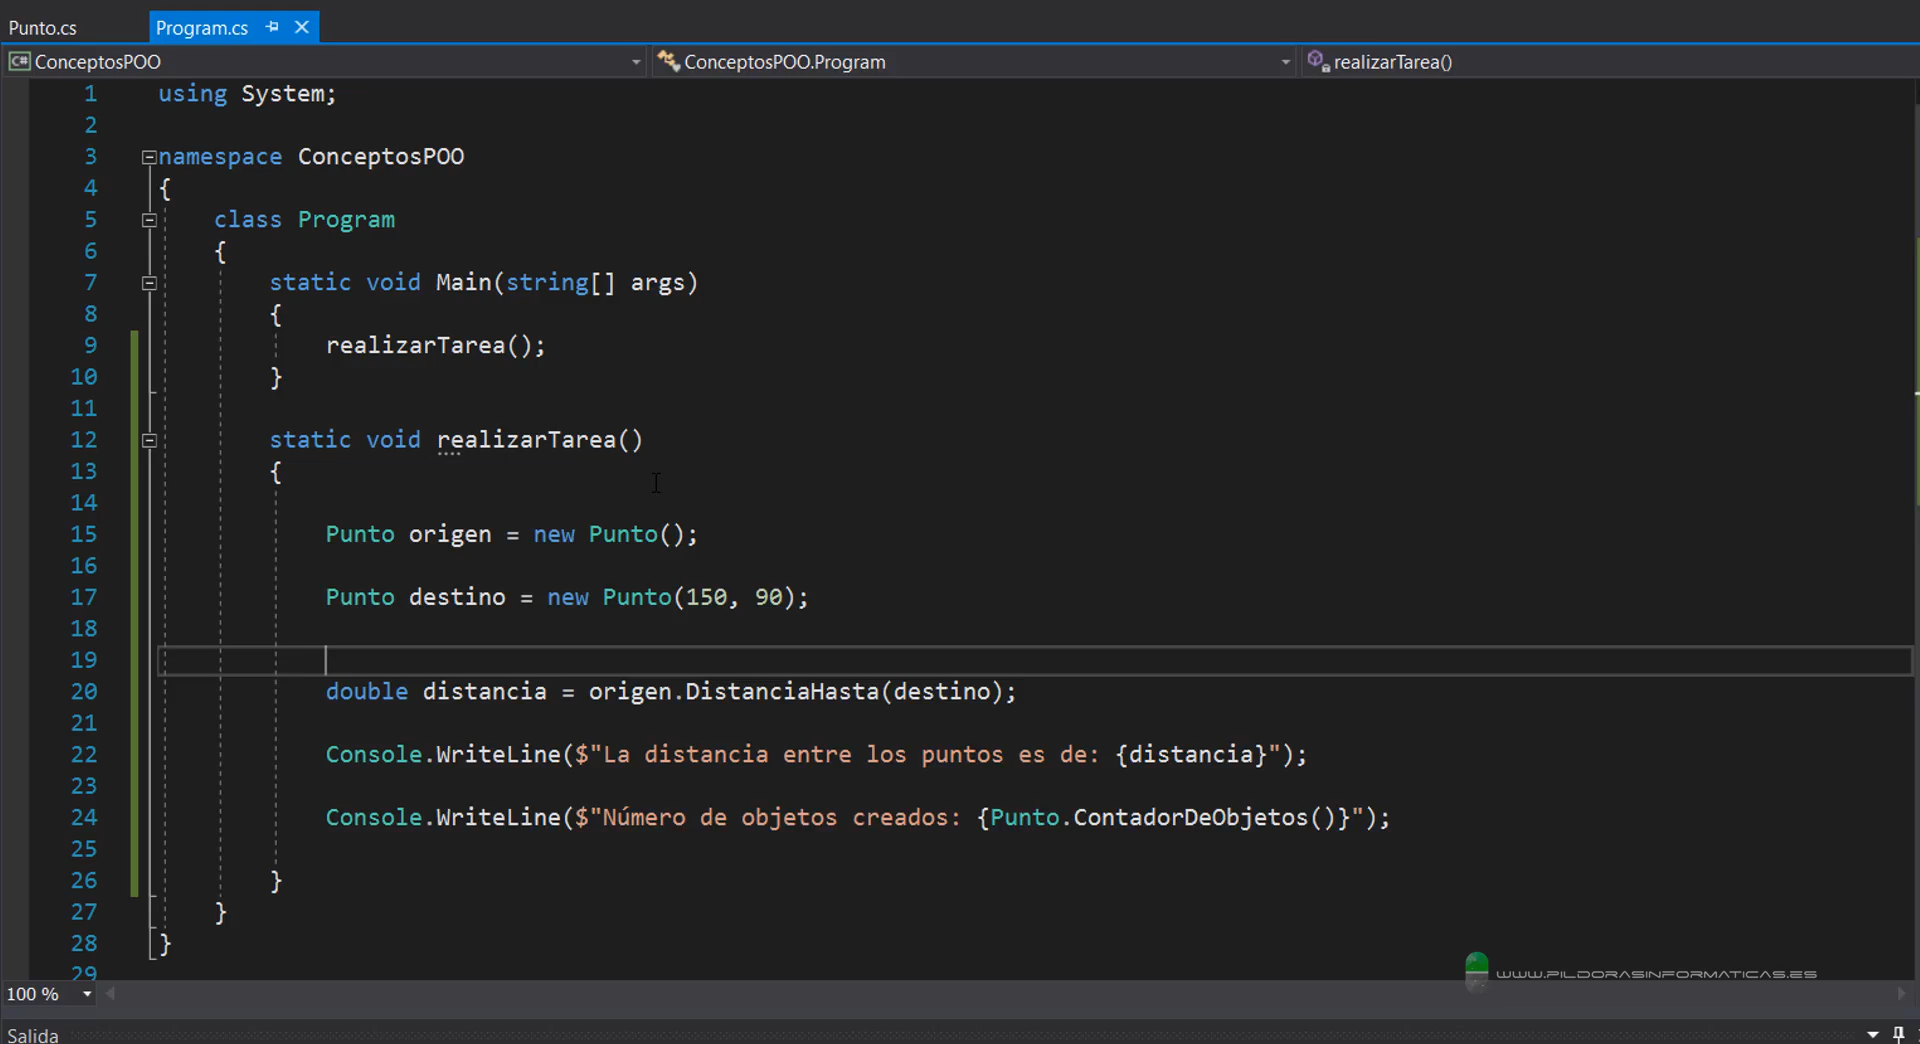 Punto.cs Program.cs
ConceptosPOO ConceptosPOO.Program realizarTarea()
1 using System;
2
3 namespace ConceptosPOO
4 {
5 class Program
6 {
7 static void Main(string[] args)
8 {
9 realizarTarea();
10 }
11
12 static void realizarTarea()
13 {
14
15 Punto origen = new Punto();
16
17 Punto destino = new Punto(150, 90);
18
19
20 double distancia = origen.DistanciaHasta(destino);
21
22 Console.WriteLine($"La distancia entre los puntos es de: {distancia}");
23
24 Console.WriteLine($"Número de objetos creados: {Punto.ContadorDeObjetos()}");
25
26 }
27 }
28 }
29
WWW.PILDORASINFORMATICAS.ES
100 %
Salida